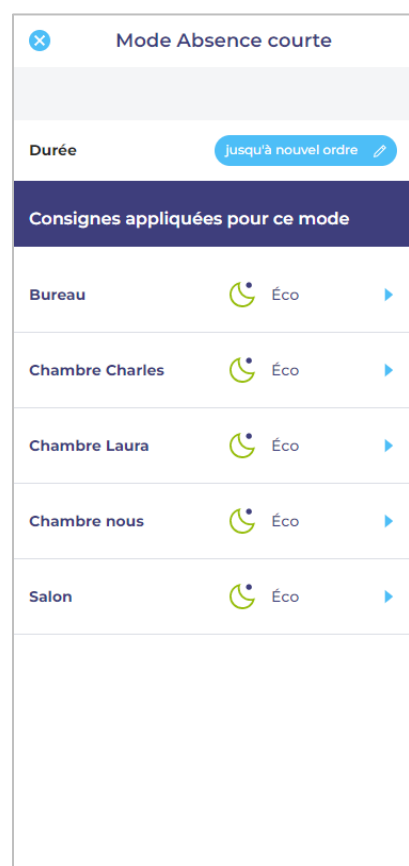 Mode Absence courte
Durée jusqu'à nouvel ordre
Consignes appliquées pour ce mode
Bureau Éco
Chambre Charles Éco
Chambre Laura Éco
Chambre nous Éco
Salon Éco